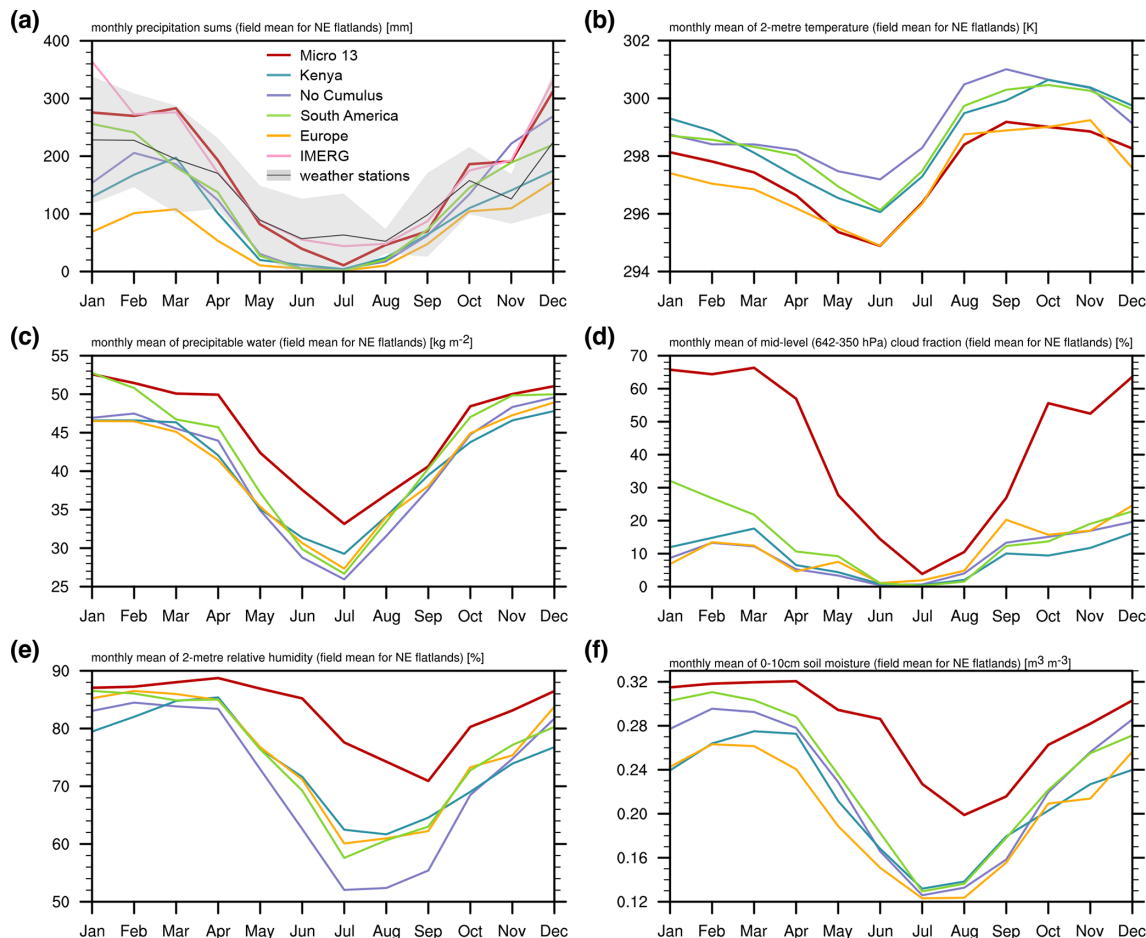 (a) monthly precipitation sums (field mean for NE flatlands) [mm]
400
300
200
100
0
Micro 13
Kenya
No Cumulus
South America
Europe
IMERG
weather stations
Jan Feb Mar Apr May Jun Jul Aug Sep Oct Nov Dec
(b) monthly mean of 2-metre temperature (field mean for NE flatlands) [K]
302
300
298
296
294
Jan Feb Mar Apr May Jun Jul Aug Sep Oct Nov Dec
(c) monthly mean of precipitable water (field mean for NE flatlands) [kg m-2]
55
50
45
40
35
30
25
Jan Feb Mar Apr May Jun Jul Aug Sep Oct Nov Dec
(d) monthly mean of mid-level (642-350 hPa) cloud fraction (field mean for NE flatlands) [%]
70
60
50
40
30
20
10
0
Jan Feb Mar Apr May Jun Jul Aug Sep Oct Nov Dec
(e) monthly mean of 2-metre relative humidity (field mean for NE flatlands) [%]
90
80
70
60
50
Jan Feb Mar Apr May Jun Jul Aug Sep Oct Nov Dec
(f) monthly mean of 0-10cm soil moisture (field mean for NE flatlands) [m3 m-3]
0.32
0.28
0.24
0.20
0.16
0.12
Jan Feb Mar Apr May Jun Jul Aug Sep Oct Nov Dec